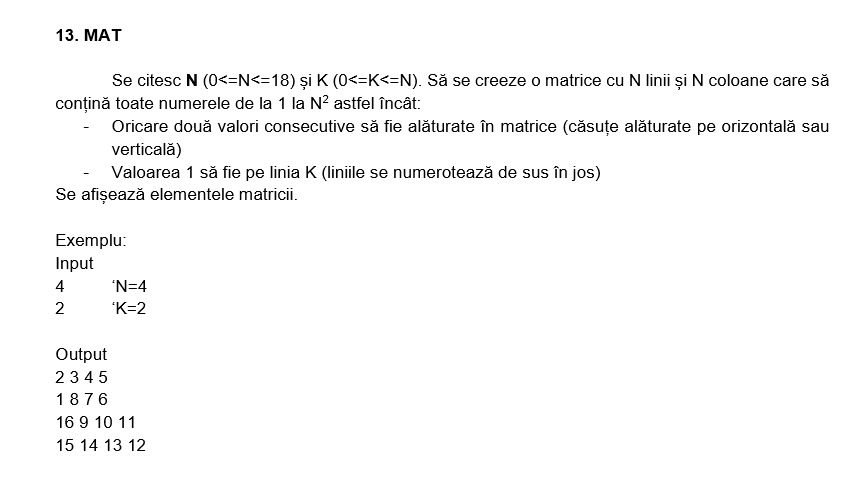 13. MAT
Se citesc N (0<=N<=18) și K (0<=K<=N). Să se creeze o matrice cu N linii și N coloane care să
conțină toate numerele de la 1 la N² astfel încât:
- Oricare două valori consecutive să fie alăturate în matrice (căsuțe alăturate pe orizontală sau
verticală)
- Valoarea 1 să fie pe linia K (liniile se numerotează de sus în jos)
Se afișează elementele matricii.
Exemplu:
Input
4 ‘N=4
2 ‘K=2
Output
2 3 4 5
1 8 7 6
16 9 10 11
15 14 13 12